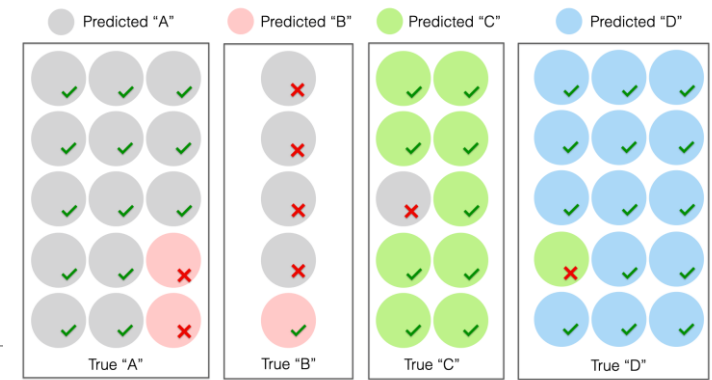 Predicted “A”
Predicted “B”
Predicted “C”
Predicted “D”
True “A”
True “B”
True “C”
True “D”